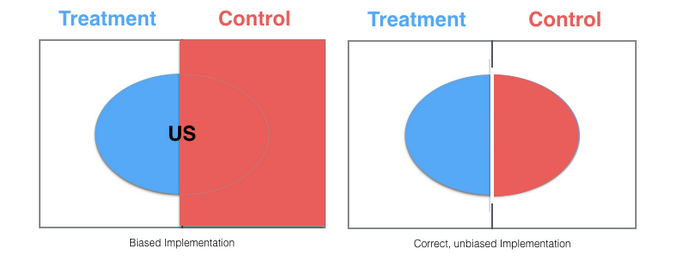 Treatment Control
US
Biased Implementation
Treatment Control
Correct, unbiased Implementation